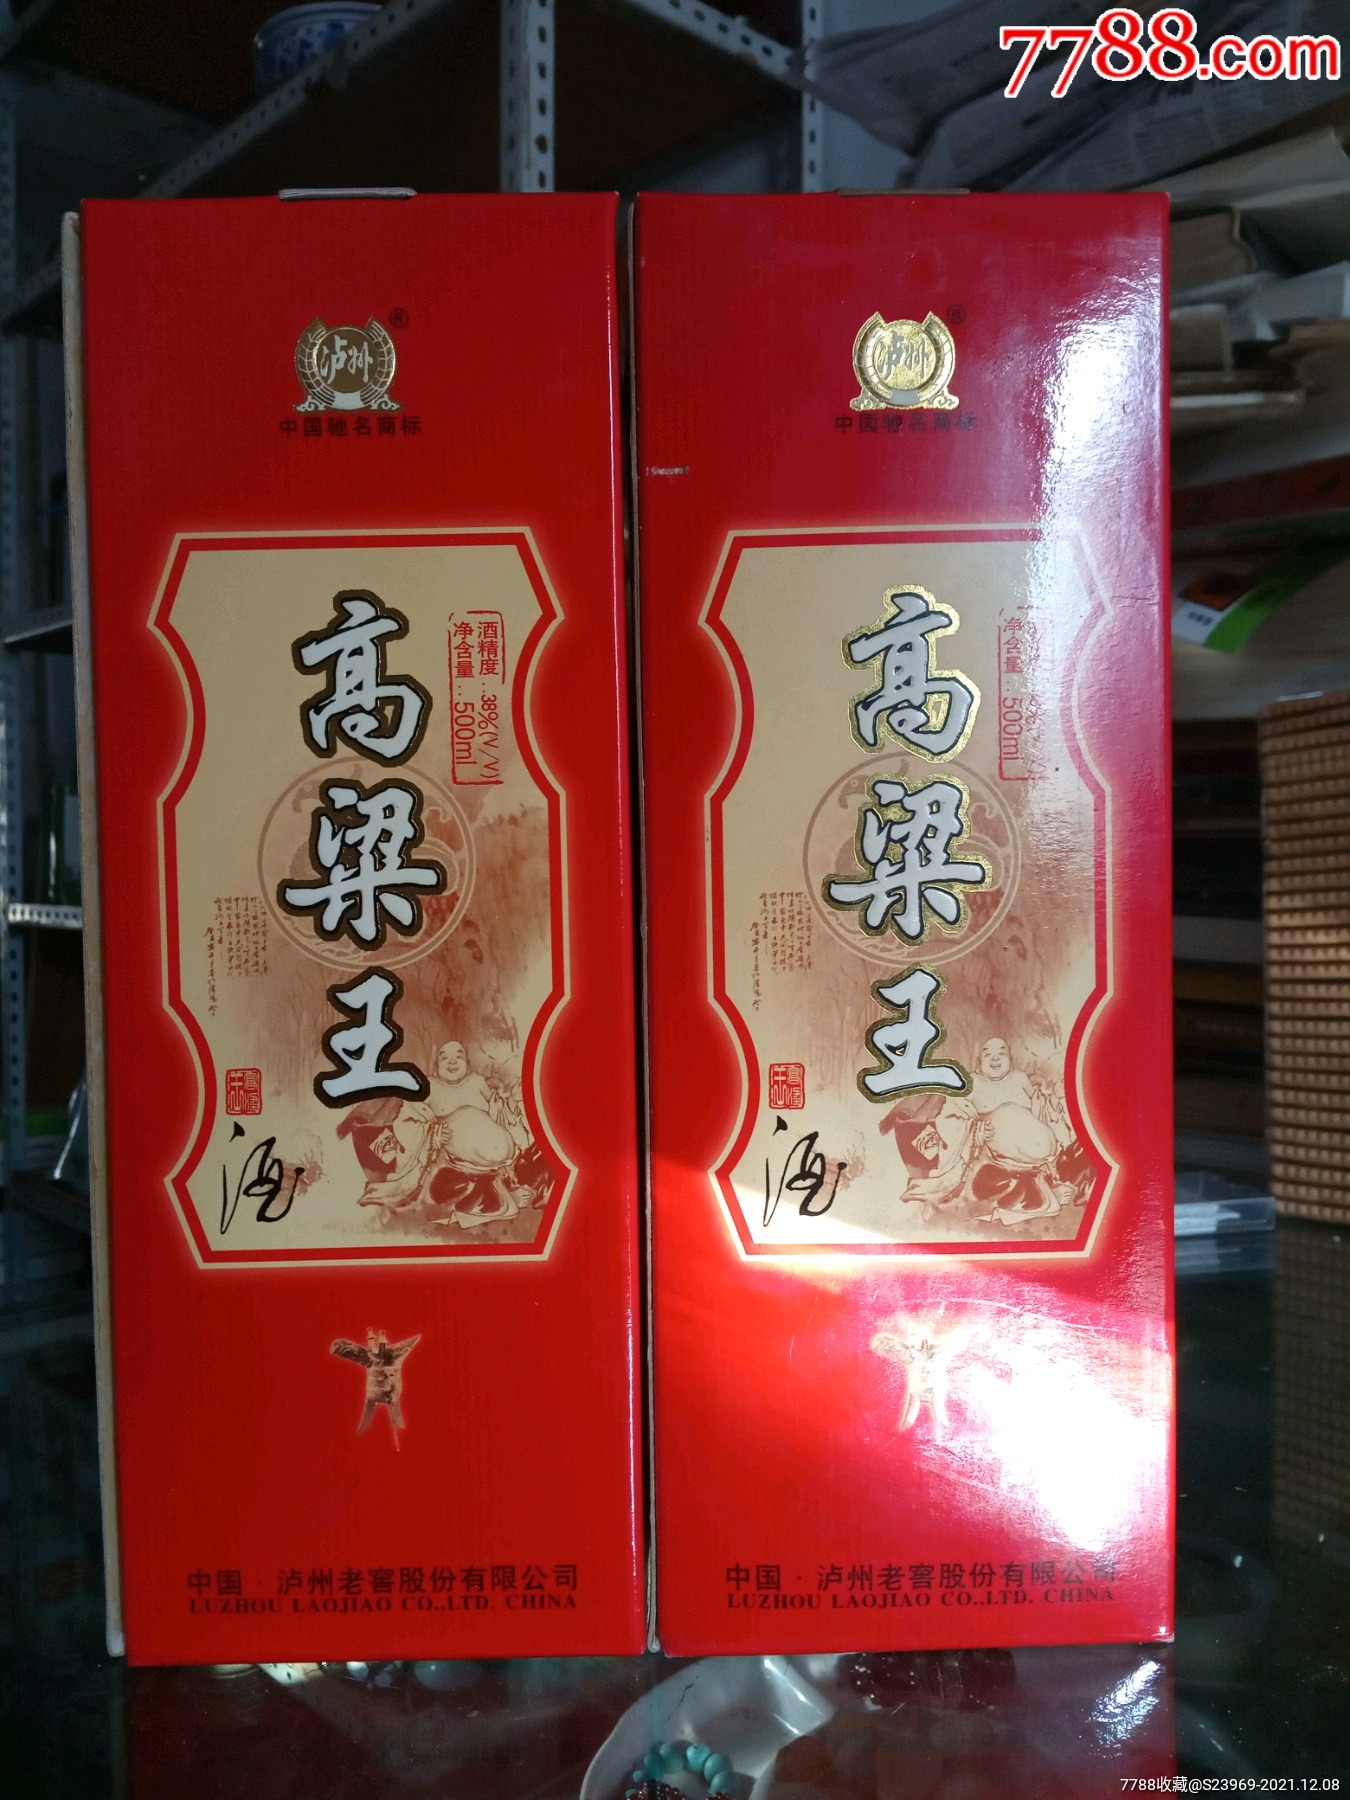 7788.com
泸州
®
中国驰名商标
酒精度:38%(V/V)
净含量:500ml
高粱王
酒
中国·泸州老窖股份有限公司
LUZHOU LAOJIAO CO.,LTD. CHINA
泸州
®
中国驰名商标
净含量:500ml
高粱王
酒
中国·泸州老窖股份有限公司
LUZHOU LAOJIAO CO.,LTD. CHINA
7788收藏@S23969-2021.12.08